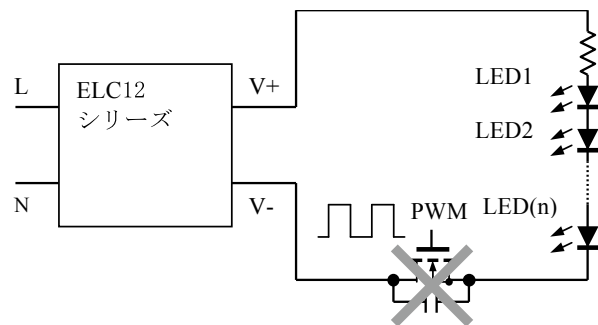 L
N
ELC12
シリーズ
V+
V-
PWM
LED1
LED2
LED(n)